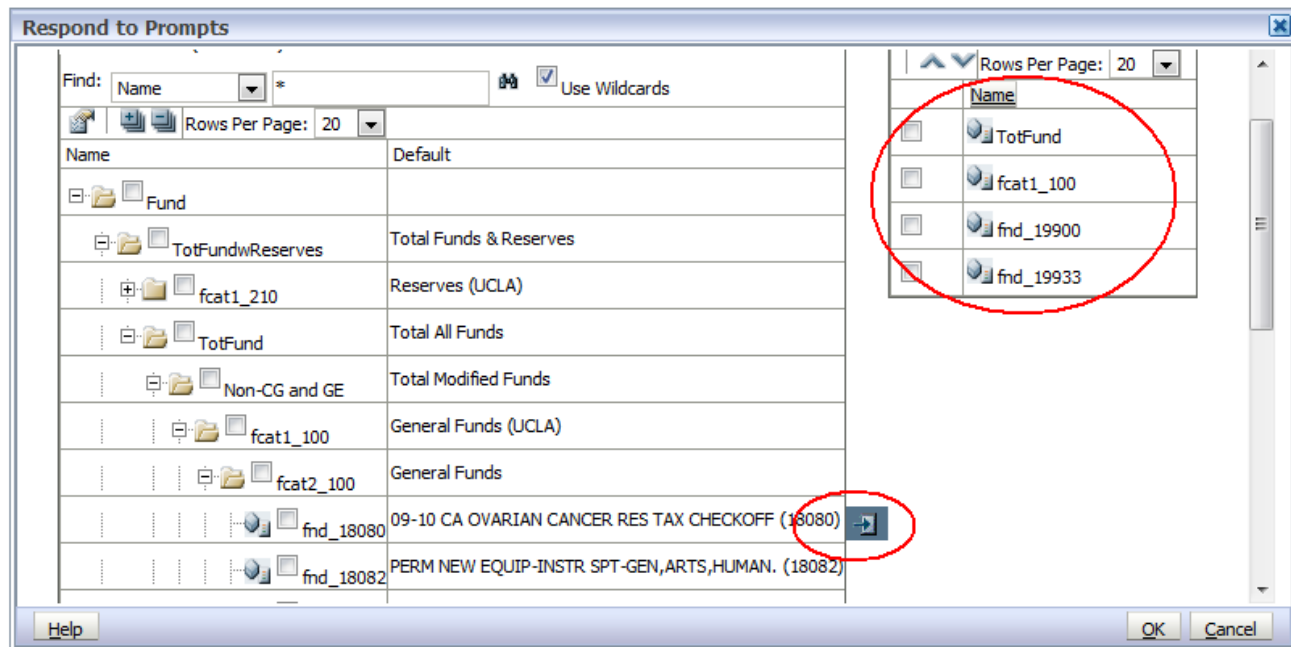 Respond to Prompts
Find: Name * Use Wildcards
Rows Per Page: 20
Name Default
Fund
TotFundwReserves Total Funds & Reserves
fcat1_210 Reserves (UCLA)
TotFund Total All Funds
Non-CG and GE Total Modified Funds
fcat1_100 General Funds (UCLA)
fcat2_100 General Funds
fnd_18080 09-10 CA OVARIAN CANCER RES TAX CHECKOFF (18080)
fnd_18082 PERM NEW EQUIP-INSTR SPT-GEN,ARTS,HUMAN. (18082)
Rows Per Page: 20
Name
TotFund
fcat1_100
fnd_19900
fnd_19933
Help OK Cancel